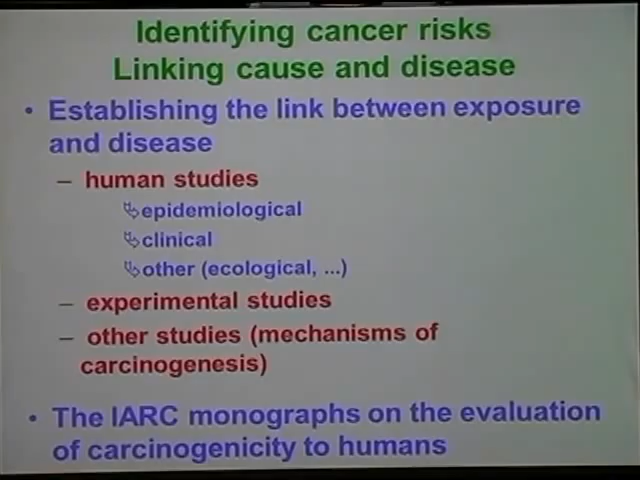 Identifying cancer risks
Linking cause and disease
• Establishing the link between exposure
and disease
– human studies
epidemiological
clinical
other (ecological, ...)
– experimental studies
– other studies (mechanisms of
carcinogenesis)
• The IARC monographs on the evaluation
of carcinogenicity to humans